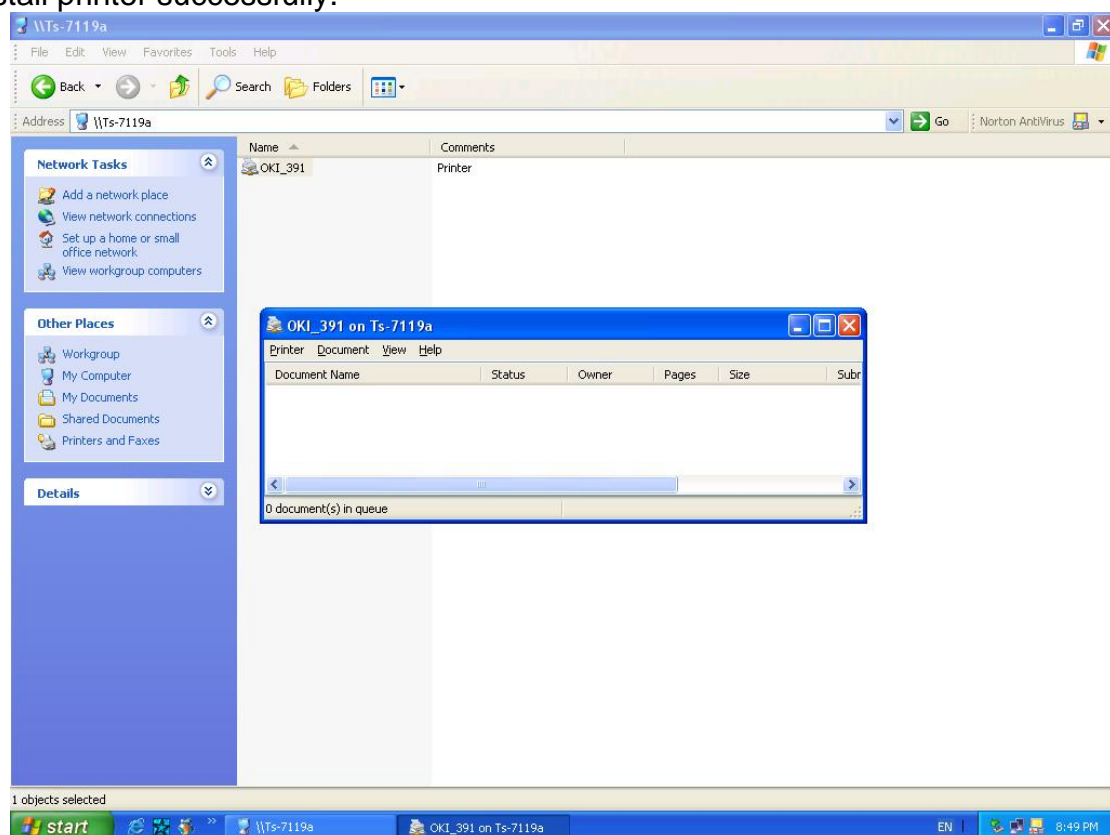 stall printer successfully.
\\Ts-7119a
File Edit View Favorites Tools Help
Back Search Folders
Address \\Ts-7119a Go Norton AntiVirus
Name Comments
OKI_391 Printer
Network Tasks
Add a network place
View network connections
Set up a home or small
office network
View workgroup computers
Other Places
Workgroup
My Computer
My Documents
Shared Documents
Printers and Faxes
Details
OKI_391 on Ts-7119a
Printer Document View Help
Document Name Status Owner Pages Size Subr
0 document(s) in queue
1 objects selected
start » \\Ts-7119a OKI_391 on Ts-7119a EN 8:49 PM